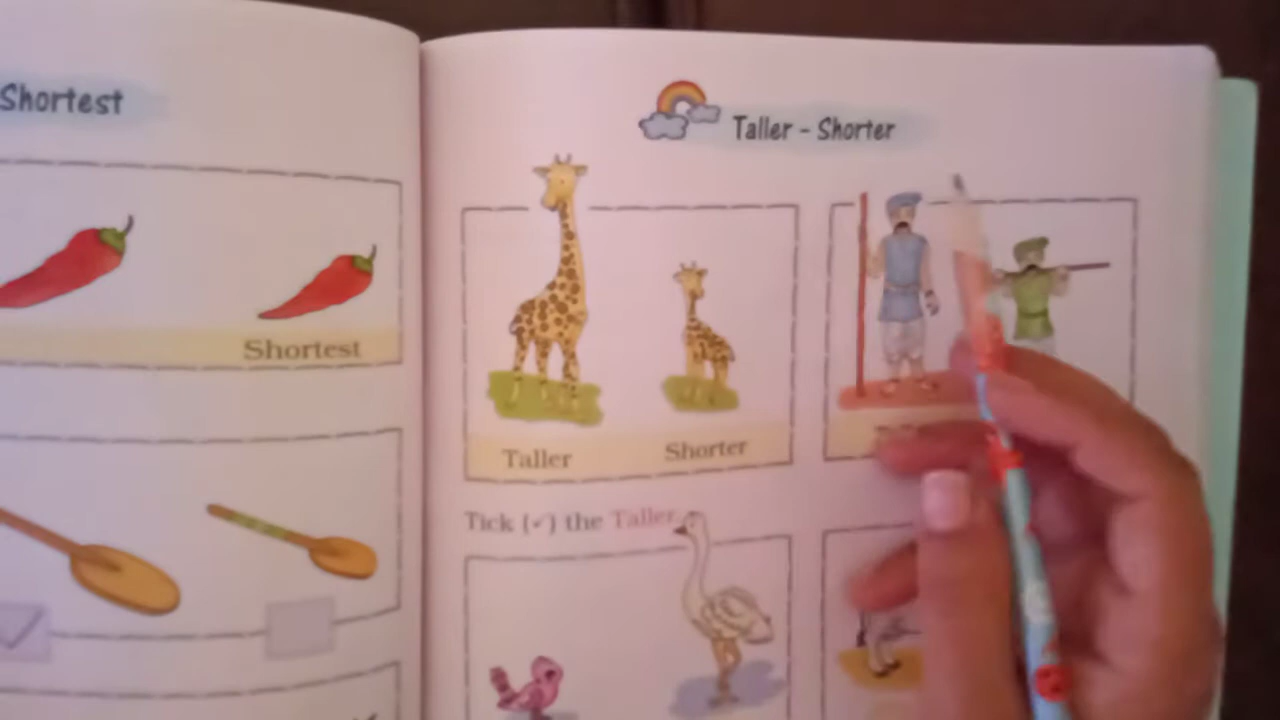 Shortest
Shortest
Taller - Shorter
Taller Shorter
Tick (✓) the Taller